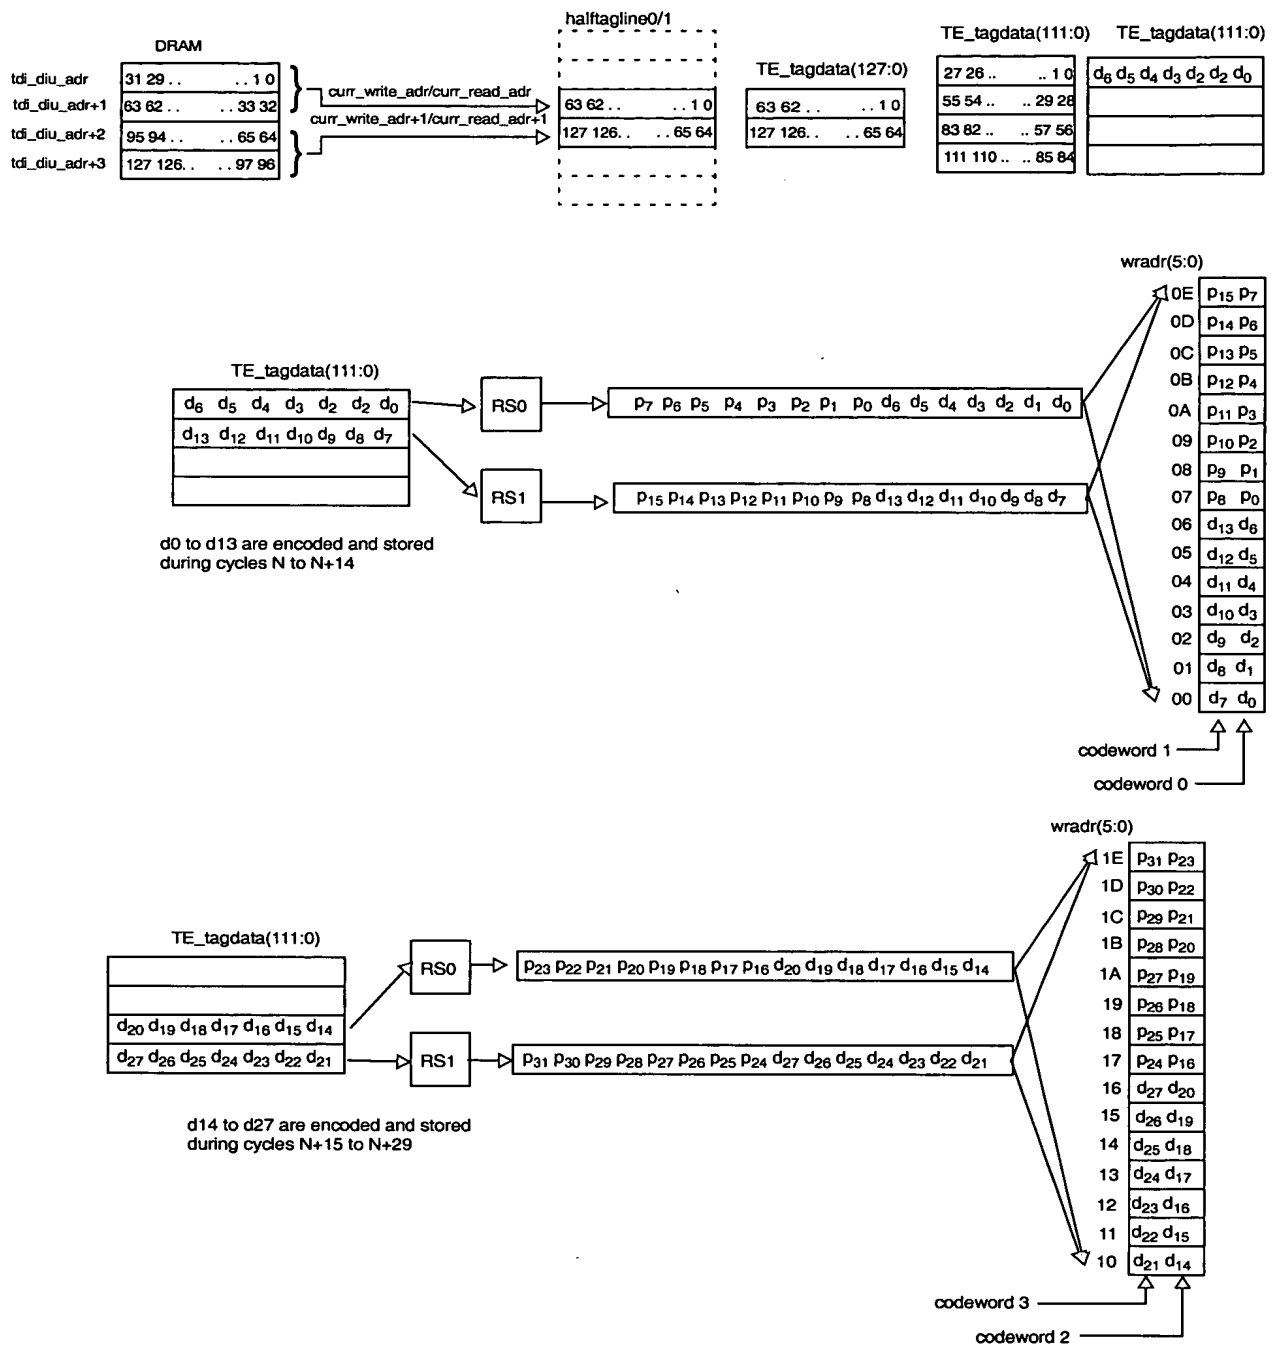 halftagline0/1
DRAM
tdi_diu_adr
31 29 . . . . 1 0
tdi_diu_adr+1
63 62 . . . . 33 32
tdi_diu_adr+2
95 94 . . . . 65 64
tdi_diu_adr+3
127 126. . . . 97 96
curr_write_adr/curr_read_adr
curr_write_adr+1/curr_read_adr+1
63 62 . . . . 1 0
127 126. . . . 65 64
TE_tagdata(127:0)
63 62 . . . . 1 0
127 126. . . . 65 64
TE_tagdata(111:0)
27 26 .. .. 1 0
55 54 .. .. 29 28
83 82 .. .. 57 56
111 110 .. .. 85 84
TE_tagdata(111:0)
d6 d5 d4 d3 d2 d2 d0
TE_tagdata(111:0)
d6 d5 d4 d3 d2 d2 d0
d13 d12 d11 d10 d9 d8 d7
RS0
RS1
p7 p6 p5 p4 p3 p2 p1 p0 d6 d5 d4 d3 d2 d1 d0
p15 p14 p13 p12 p11 p10 p9 p8 d13 d12 d11 d10 d9 d8 d7
d0 to d13 are encoded and stored
during cycles N to N+14
wradr(5:0)
0E p15 p7
0D p14 p6
0C p13 p5
0B p12 p4
0A p11 p3
09 p10 p2
08 p9 p1
07 p8 p0
06 d13 d6
05 d12 d5
04 d11 d4
03 d10 d3
02 d9 d2
01 d8 d1
00 d7 d0
codeword 1
codeword 0
TE_tagdata(111:0)
d20 d19 d18 d17 d16 d15 d14
d27 d26 d25 d24 d23 d22 d21
RS0
RS1
p23 p22 p21 p20 p19 p18 p17 p16 d20 d19 d18 d17 d16 d15 d14
p31 p30 p29 p28 p27 p26 p25 p24 d27 d26 d25 d24 d23 d22 d21
d14 to d27 are encoded and stored
during cycles N+15 to N+29
wradr(5:0)
1E p31 p23
1D p30 p22
1C p29 p21
1B p28 p20
1A p27 p19
19 p26 p18
18 p25 p17
17 p24 p16
16 d27 d20
15 d26 d19
14 d25 d18
13 d24 d17
12 d23 d16
11 d22 d15
10 d21 d14
codeword 3
codeword 2